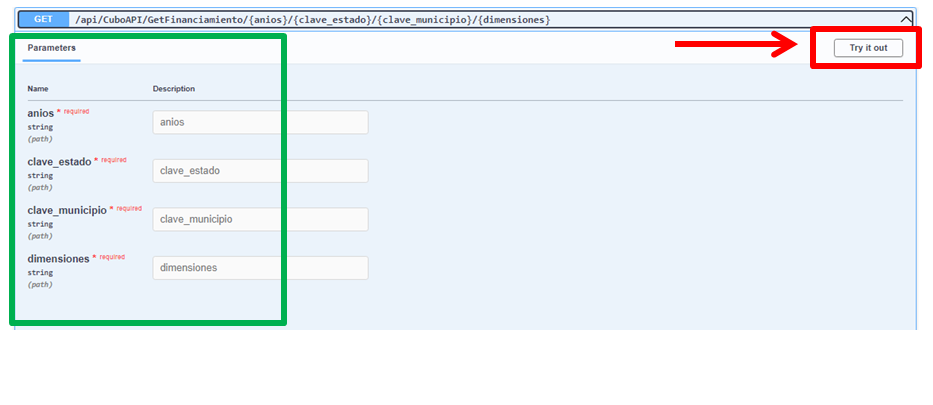 GET /api/CuboAPI/GetFinanciamiento/{anios}/{clave_estado}/{clave_municipio}/{dimensiones}
Parameters
Try it out
Name Description
anios * required
string
(path)
anios
clave_estado * required
string
(path)
clave_estado
clave_municipio * required
string
(path)
clave_municipio
dimensiones * required
string
(path)
dimensiones